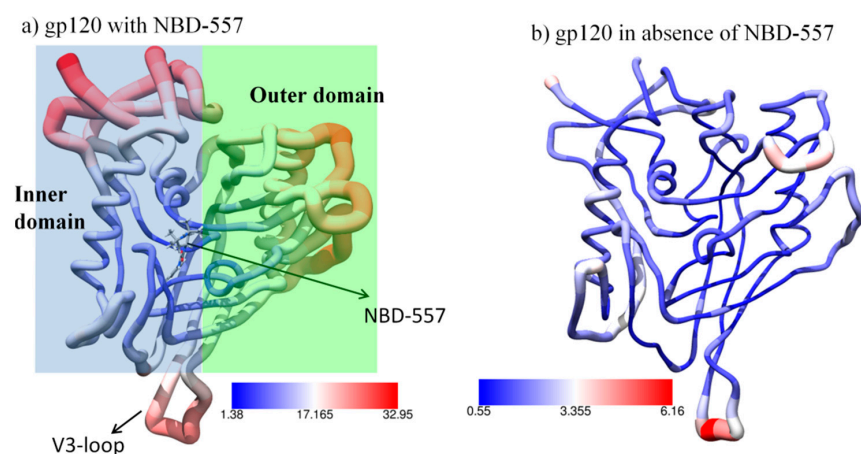 a) gp120 with NBD-557
b) gp120 in absence of NBD-557
Outer domain
Inner
domain
NBD-557
V3-loop
1.38 17.165 32.95
0.55 3.355 6.16